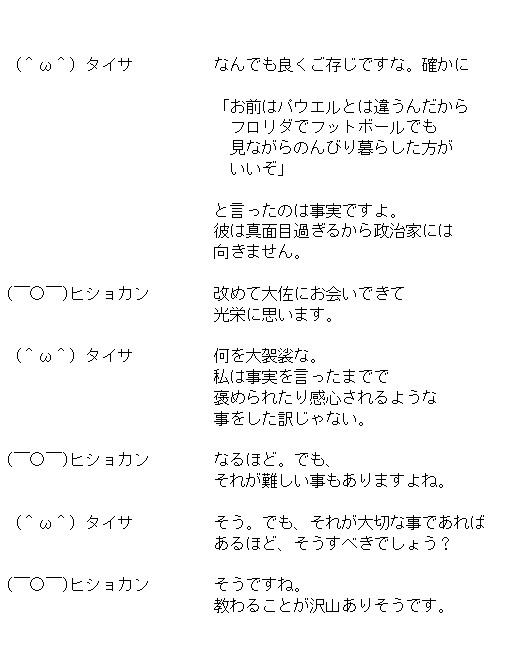 (＾ω＾) タイサ　なんでも良くご存じですな。確かに
「お前はパウエルとは違うんだから
フロリダでフットボールでも
見ながらのんびり暮らした方が
いいぞ」
と言ったのは事実ですよ。
彼は真面目過ぎるから政治家には
向きません。
(￣○￣)ヒショカン　改めて大佐にお会いできて
光栄に思います。
(＾ω＾) タイサ　何を大袈裟な。
私は事実を言ったまでで
褒められたり感心されるような
事をした訳じゃない。
(￣○￣)ヒショカン　なるほど。でも、
それが難しい事もありますよね。
(＾ω＾) タイサ　そう。でも、それが大切な事であれば
あるほど、そうすべきでしょう？
(￣○￣)ヒショカン　そうですね。
教わることが沢山ありそうです。